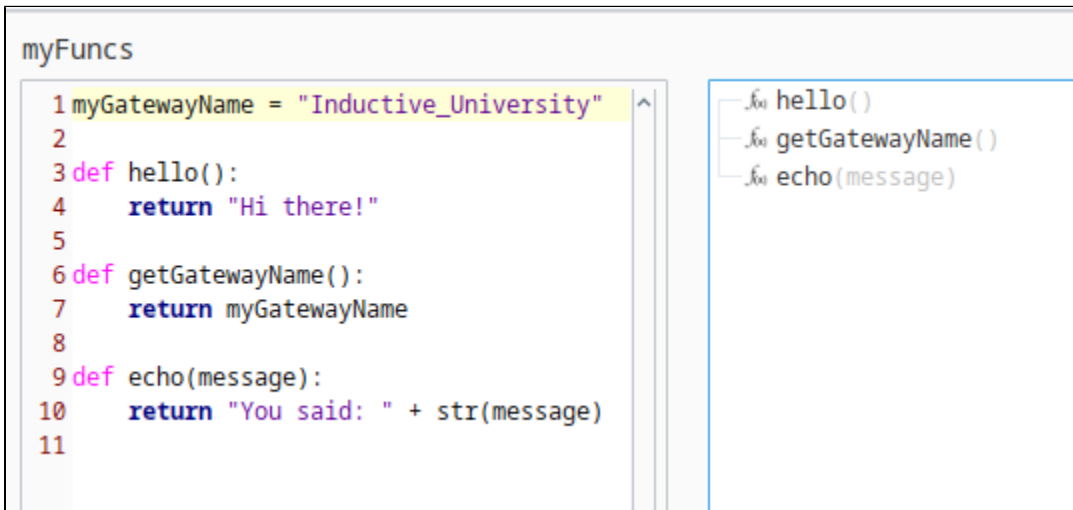 myFuncs
1 myGatewayName = "Inductive_University"
2
3 def hello():
4     return "Hi there!"
5
6 def getGatewayName():
7     return myGatewayName
8
9 def echo(message):
10     return "You said: " + str(message)
11
f(x) hello()
f(x) getGatewayName()
f(x) echo(message)